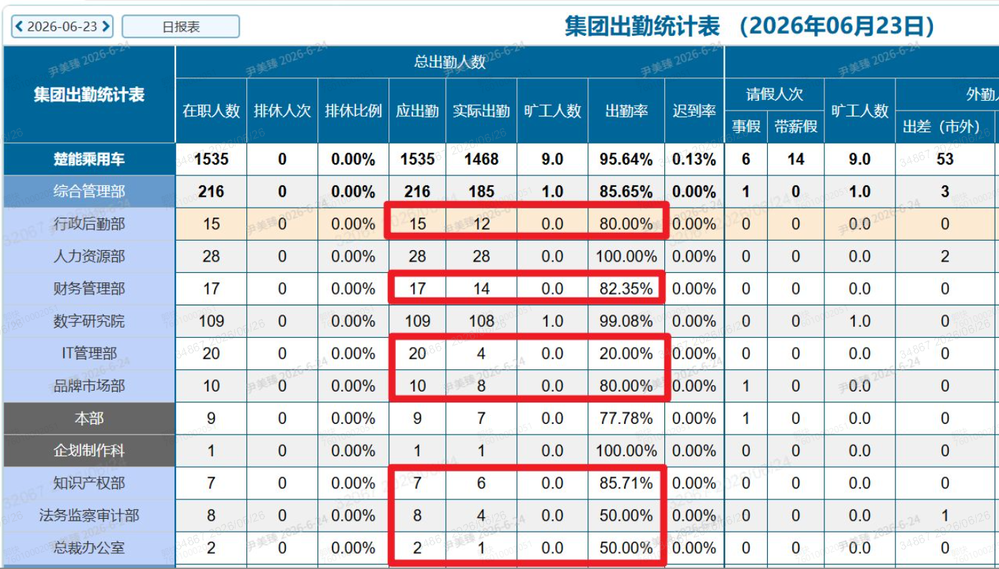 2026-06-23 日报表 集团出勤统计表 （2026年06月23日）
集团出勤统计表 总出勤人数
在职人数 排休人次 排休比例 应出勤 实际出勤 旷工人数 出勤率 迟到率 请假人次 旷工人数 外勤
事假 带薪假 出差（市外）
楚能乘用车 1535 0 0.00% 1535 1468 9.0 95.64% 0.13% 6 14 9.0 53
综合管理部 216 0 0.00% 216 185 1.0 85.65% 0.00% 1 0 1.0 3
行政后勤部 15 0 0.00% 15 12 0.0 80.00% 0.00% 0 0 0.0 0
人力资源部 28 0 0.00% 28 28 0.0 100.00% 0.00% 0 0 0.0 2
财务管理部 17 0 0.00% 17 14 0.0 82.35% 0.00% 0 0 0.0 0
数字研究院 109 0 0.00% 109 108 1.0 99.08% 0.00% 0 0 1.0 0
IT管理部 20 0 0.00% 20 4 0.0 20.00% 0.00% 0 0 0.0 0
品牌市场部 10 0 0.00% 10 8 0.0 80.00% 0.00% 1 0 0.0 0
本部 9 0 0.00% 9 7 0.0 77.78% 0.00% 1 0 0.0 0
企划制作科 1 0 0.00% 1 1 0.0 100.00% 0.00% 0 0 0.0 0
知识产权部 7 0 0.00% 7 6 0.0 85.71% 0.00% 0 0 0.0 0
法务监察审计部 8 0 0.00% 8 4 0.0 50.00% 0.00% 0 0 0.0 1
总裁办公室 2 0 0.00% 2 1 0.0 50.00% 0.00% 0 0 0.0 0
尹美臻 2026-6-24